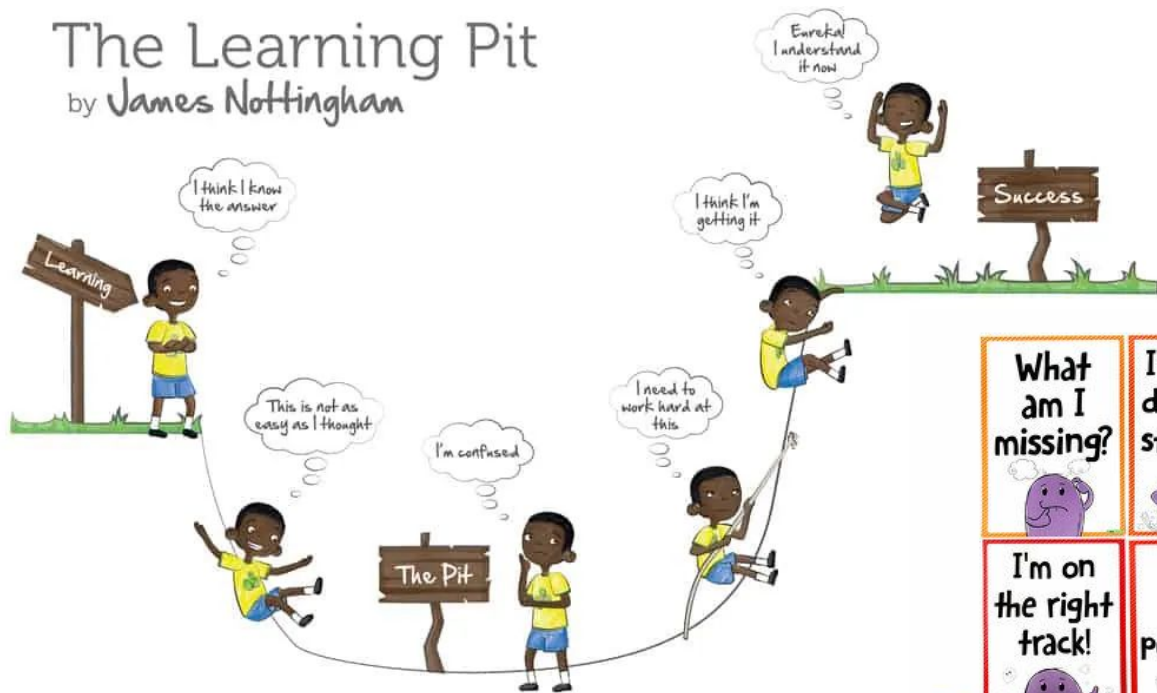 The Learning Pit
by James Nottingham
Eureka!
I understand
it now
Success
I think I know
the answer
I think I'm
getting it
Learning
This is not as
easy as I thought
I'm confused
I need to
work hard at
this
The Pit
What
am I
missing?
I'm on
the right
track!